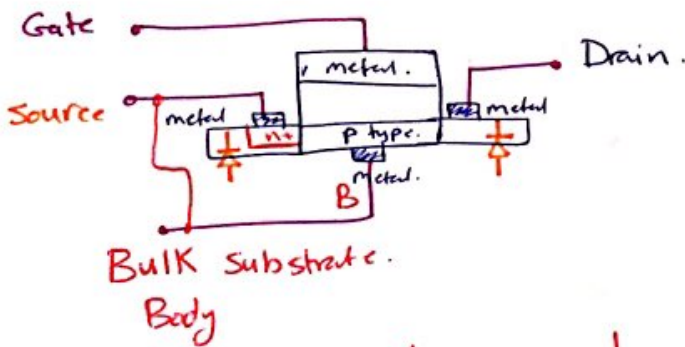 Gate
metal.
Drain.
Source
metal
metal
n+
p type.
metal.
B
Bulk substrate.
Body